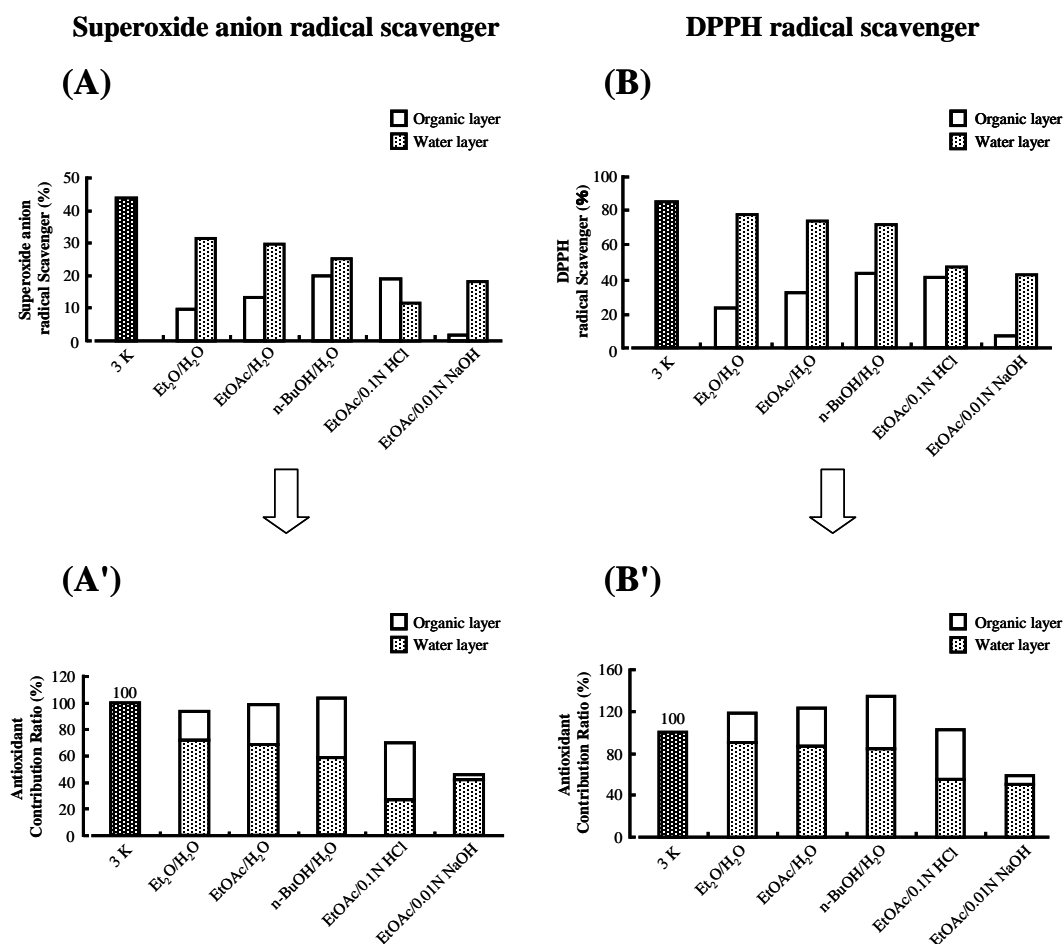 Superoxide anion radical scavenger
DPPH radical scavenger
(A)
Organic layer
Water layer
Superoxide anion
radical Scavenger (%)
50
40
30
20
10
0
3 K
Et₂O/H₂O
EtOAc/H₂O
n-BuOH/H₂O
EtOAc/0.1N HCl
EtOAc/0.01N NaOH
(B)
Organic layer
Water layer
DPPH
radical Scavenger (%)
100
80
60
40
20
0
3 K
Et₂O/H₂O
EtOAc/H₂O
n-BuOH/H₂O
EtOAc/0.1N HCl
EtOAc/0.01N NaOH
(A')
Organic layer
Water layer
Antioxidant
Contribution Ratio (%)
120
100
80
60
40
20
0
100
3 K
Et₂O/H₂O
EtOAc/H₂O
n-BuOH/H₂O
EtOAc/0.1N HCl
EtOAc/0.01N NaOH
(B')
Organic layer
Water layer
Antioxidant
Contribution Ratio (%)
160
120
80
40
0
100
3 K
Et₂O/H₂O
EtOAc/H₂O
n-BuOH/H₂O
EtOAc/0.1N HCl
EtOAc/0.01N NaOH